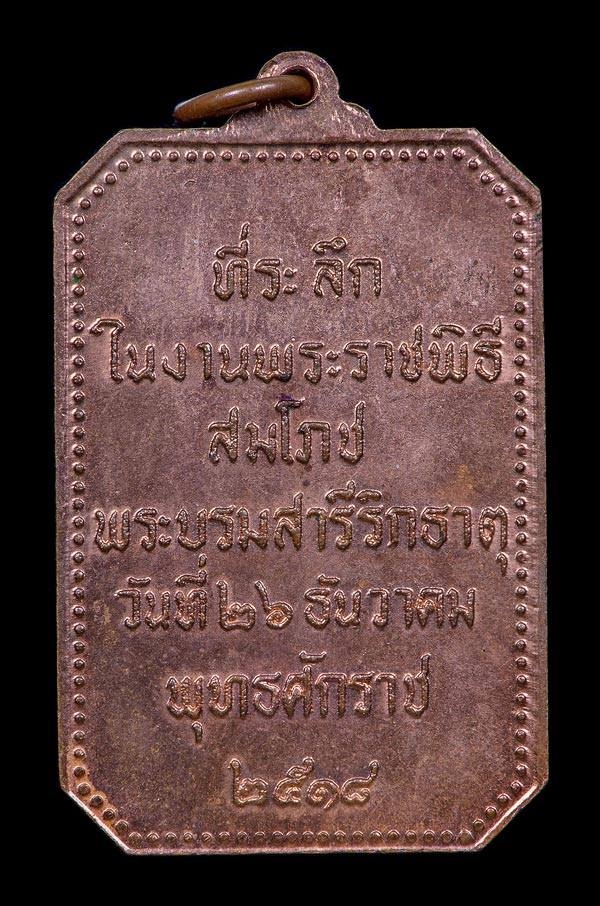 ที่ระลึก
ในงานพระราชพิธี
สมโภช
พระบรมสารีริกธาตุ
วันที่ ๒๖ ธันวาคม
พุทธศักราช
๒๕๑๘